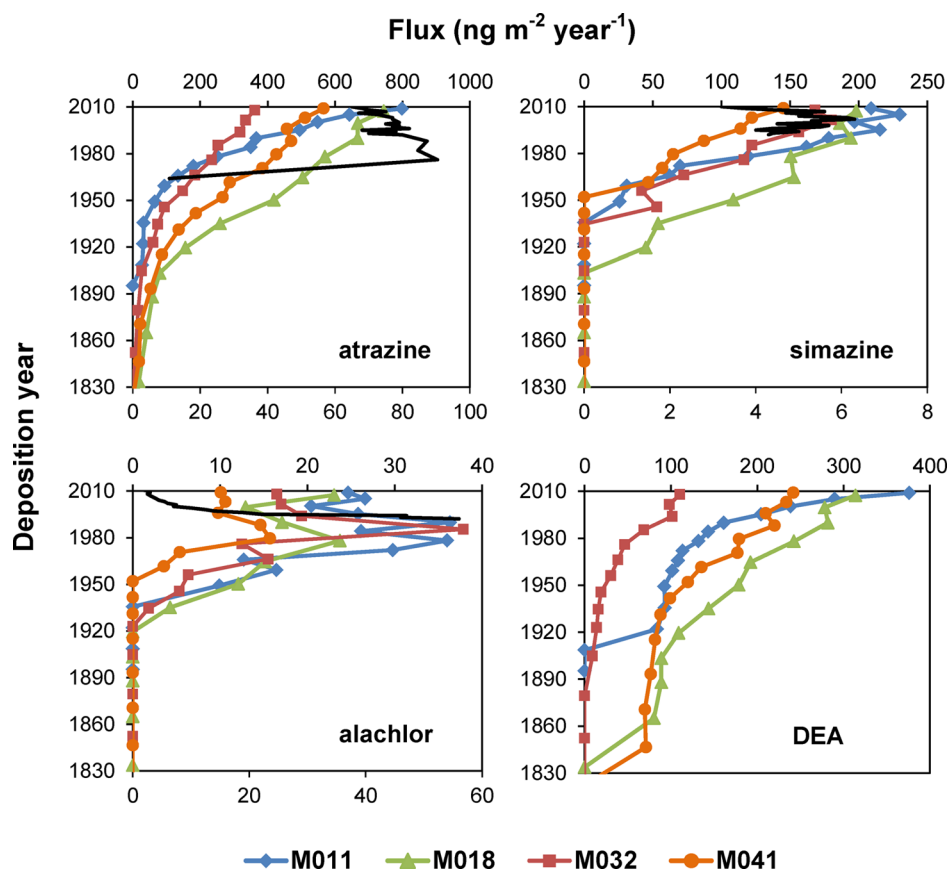 Flux (ng m-2 year-1)
0 200 400 600 800 1000
0 50 100 150 200 250
2010
1980
1950
1920
1890
1860
1830
atrazine
0 20 40 60 80 100
2010
1980
1950
1920
1890
1860
1830
simazine
0 2 4 6 8
Deposition year
0 10 20 30 40
0 100 200 300 400
2010
1980
1950
1920
1890
1860
1830
alachlor
0 20 40 60
2010
1980
1950
1920
1890
1860
1830
DEA
M011 M018 M032 M041